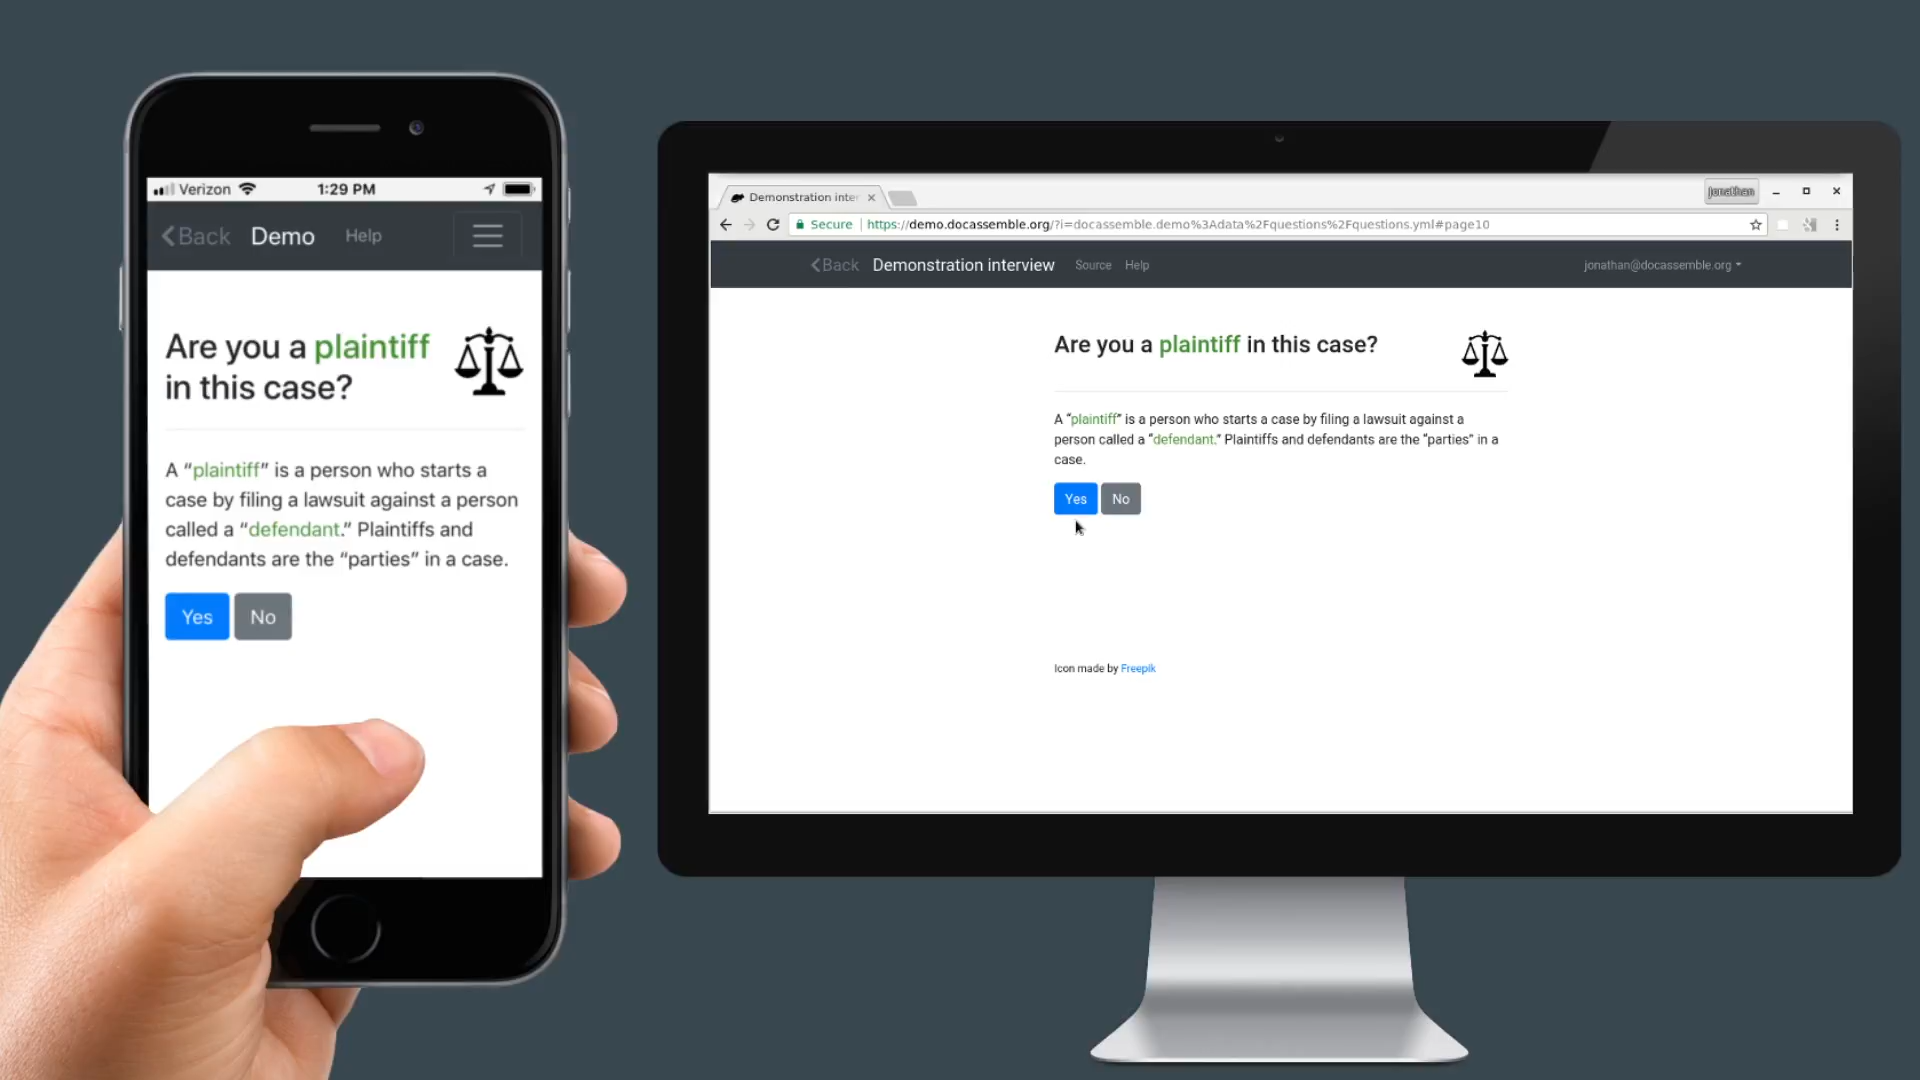 Verizon 1:29 PM
Back Demo Help
Are you a plaintiff
in this case?
A “plaintiff” is a person who starts a
case by filing a lawsuit against a person
called a “defendant.” Plaintiffs and
defendants are the “parties” in a case.
Yes No
Demonstration inter
jonathan
Secure https://demo.docassemble.org/?i=docassemble.demo%3Adata%2Fquestions%2Fquestions.yml#page10
Back Demonstration interview Source Help jonathan@docassemble.org
Are you a plaintiff in this case?
A “plaintiff” is a person who starts a case by filing a lawsuit against a
person called a “defendant.” Plaintiffs and defendants are the “parties” in a
case.
Yes No
Icon made by Freepik